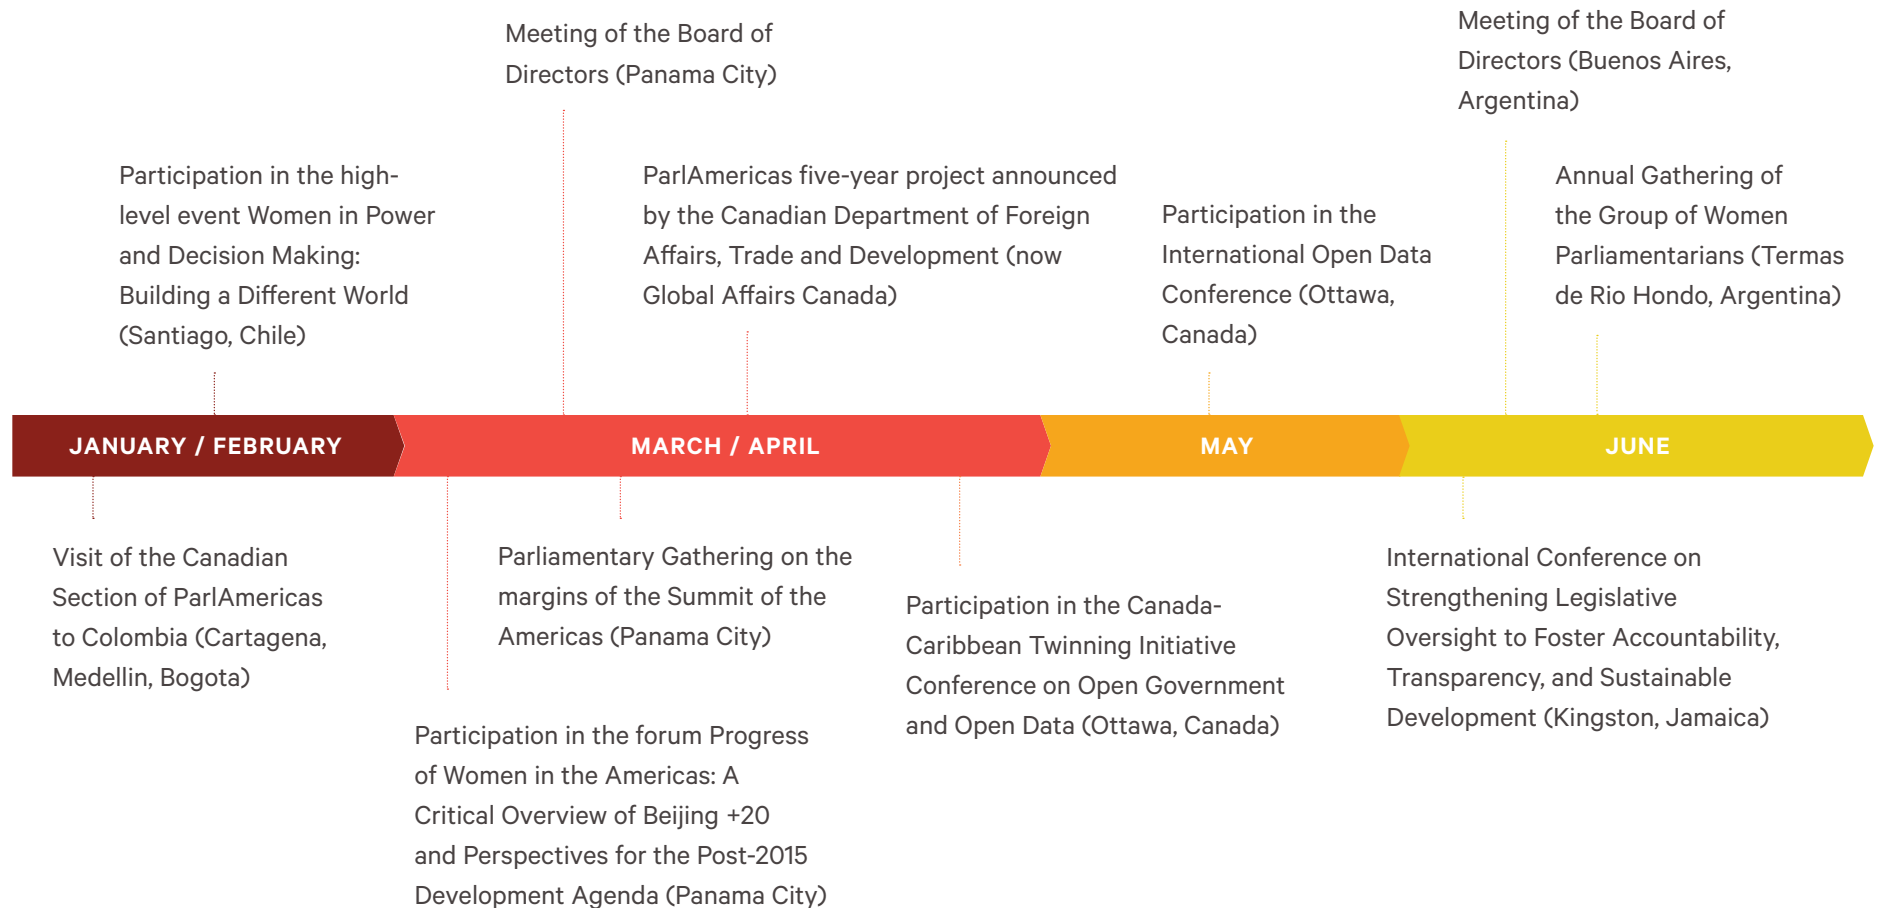 Meeting of the Board of
Directors (Panama City)
Meeting of the Board of
Directors (Buenos Aires,
Argentina)
Participation in the high-
level event Women in Power
and Decision Making:
Building a Different World
(Santiago, Chile)
ParlAmericas five-year project announced
by the Canadian Department of Foreign
Affairs, Trade and Development (now
Global Affairs Canada)
Participation in the
International Open Data
Conference (Ottawa,
Canada)
Annual Gathering of
the Group of Women
Parliamentarians (Termas
de Rio Hondo, Argentina)
JANUARY / FEBRUARY
MARCH / APRIL
MAY
JUNE
Visit of the Canadian
Section of ParlAmericas
to Colombia (Cartagena,
Medellin, Bogota)
Participation in the forum Progress
of Women in the Americas: A
Critical Overview of Beijing +20
and Perspectives for the Post-2015
Development Agenda (Panama City)
Parliamentary Gathering on the
margins of the Summit of the
Americas (Panama City)
Participation in the Canada-
Caribbean Twinning Initiative
Conference on Open Government
and Open Data (Ottawa, Canada)
International Conference on
Strengthening Legislative
Oversight to Foster Accountability,
Transparency, and Sustainable
Development (Kingston, Jamaica)